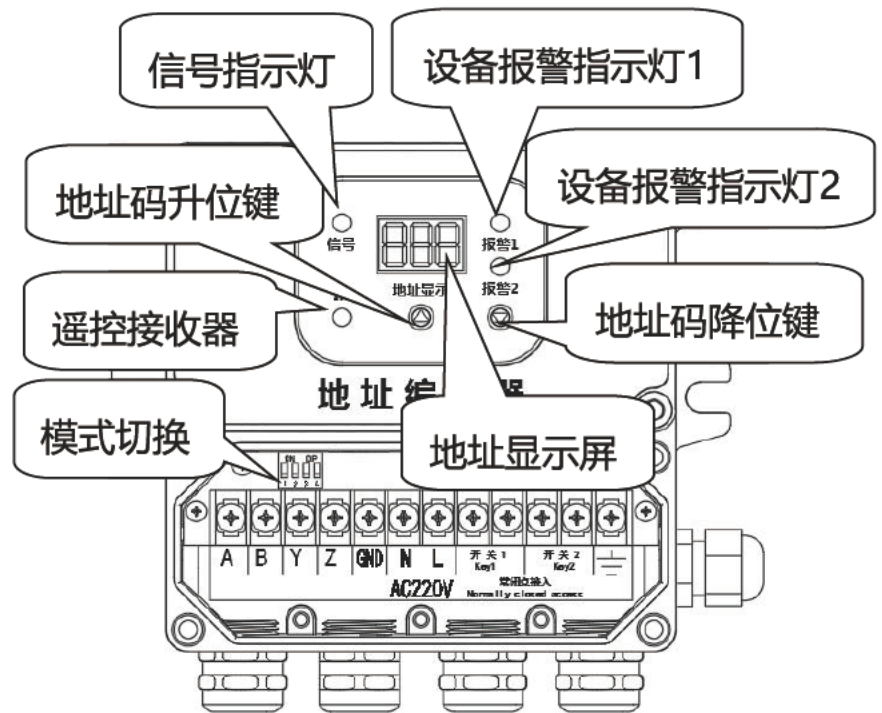 信号指示灯
设备报警指示灯1
地址码升位键
设备报警指示灯2
信号
报警1
地址显示
报警2
遥控接收器
地址码降位键
地址编
模式切换
地址显示屏
ON DP
1 2 3 4
A B Y Z GND N L 开关1 开关2
Key1 Key2
AC220V 常闭点接入
Normally closed access